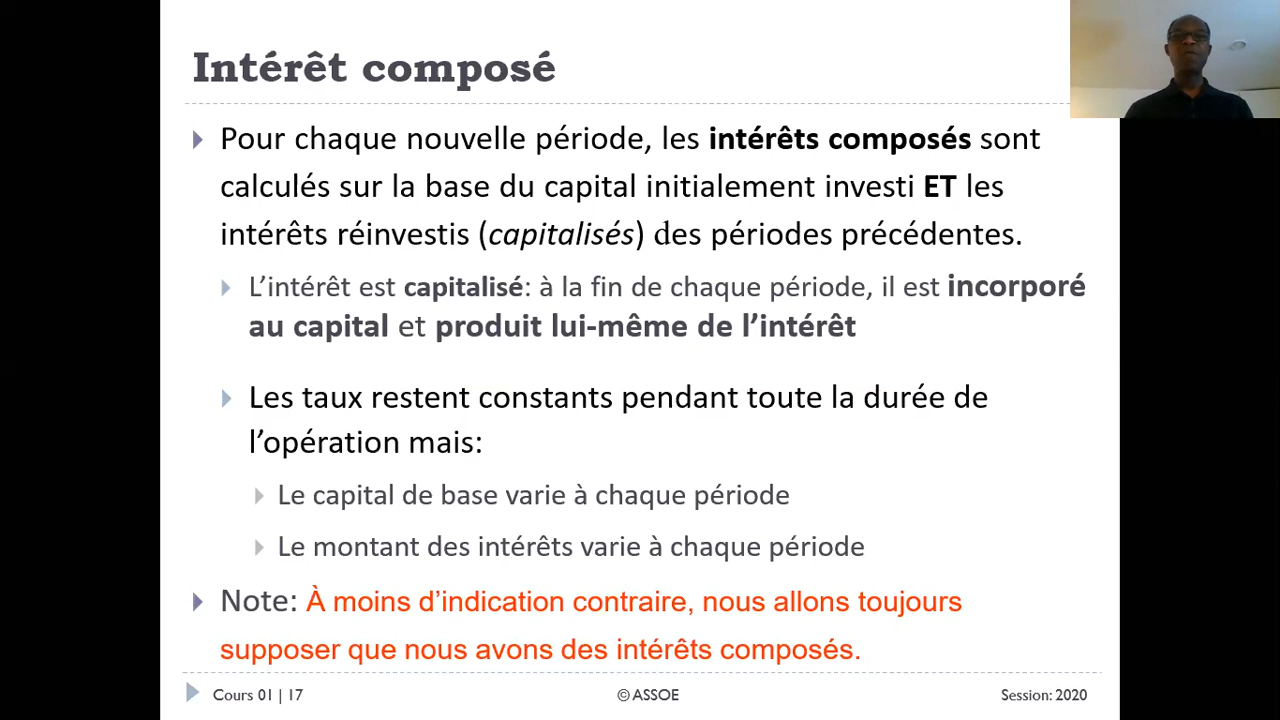 Intérêt composé
Pour chaque nouvelle période, les intérêts composés sont
calculés sur la base du capital initialement investi ET les
intérêts réinvestis (capitalisés) des périodes précédentes.
L’intérêt est capitalisé: à la fin de chaque période, il est incorporé
au capital et produit lui-même de l’intérêt
Les taux restent constants pendant toute la durée de
l’opération mais:
Le capital de base varie à chaque période
Le montant des intérêts varie à chaque période
Note: À moins d’indication contraire, nous allons toujours
supposer que nous avons des intérêts composés.
Cours 01 | 17
© ASSOE
Session: 2020